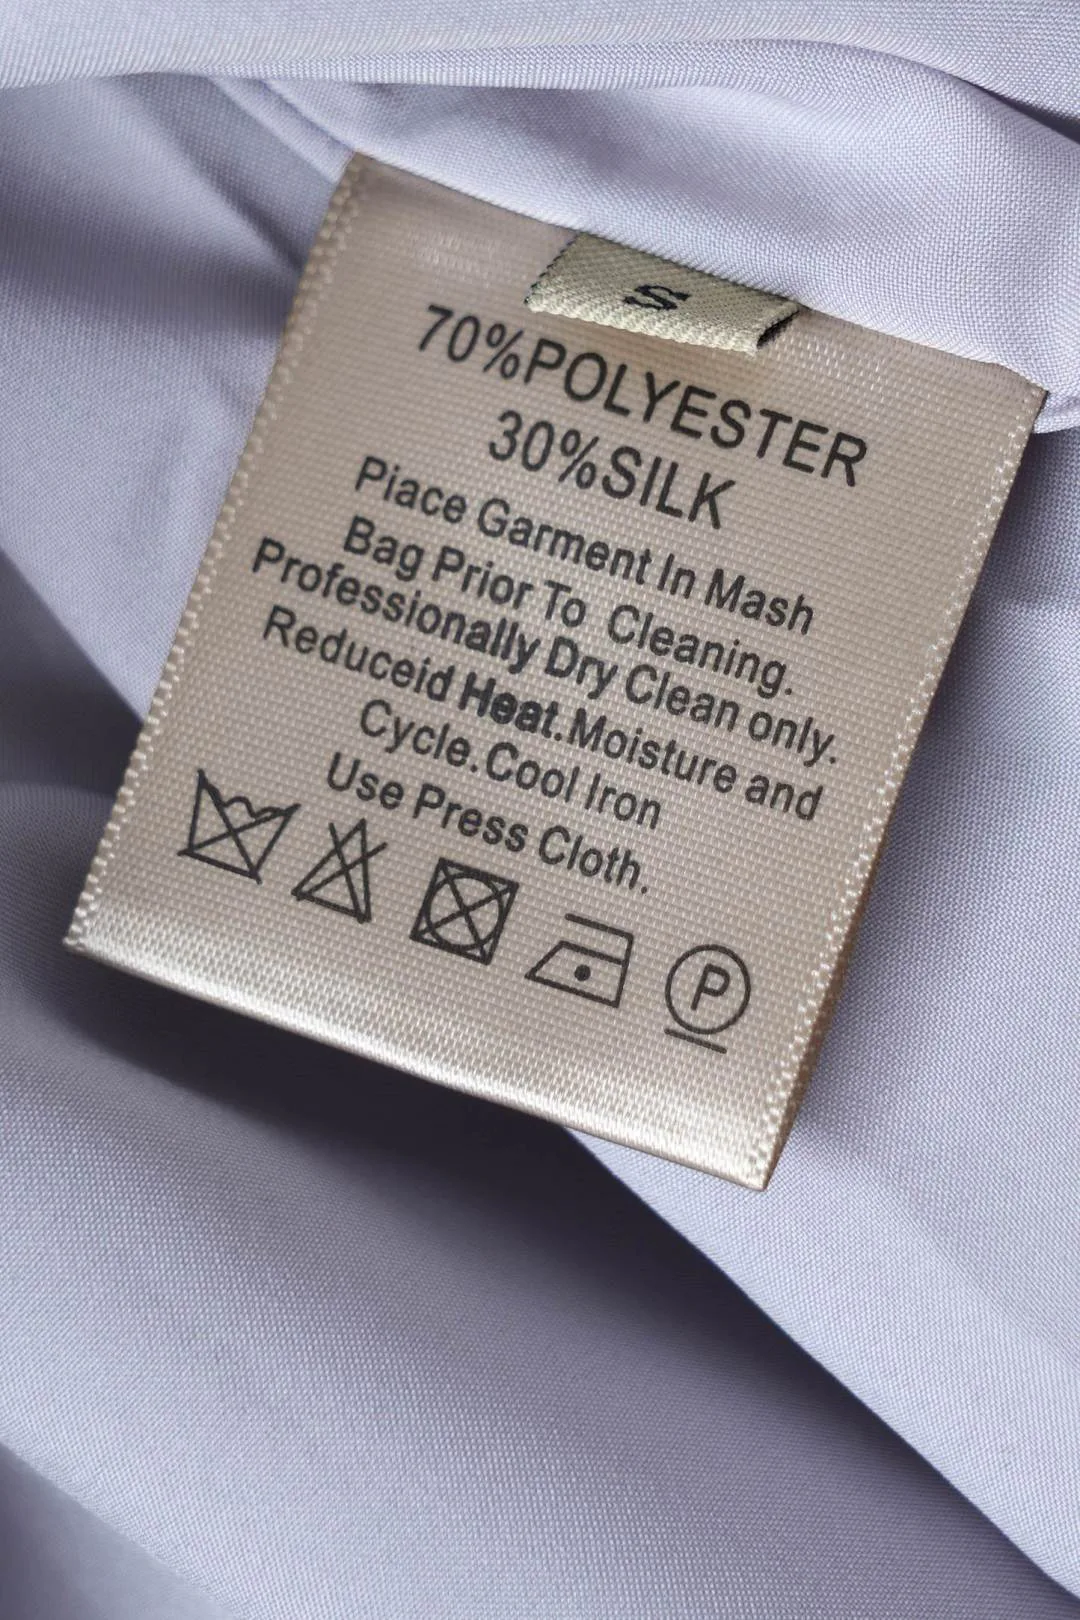 S
70%POLYESTER
30%SILK
Piace Garment In Mash
Bag Prior To Cleaning.
Professionally Dry Clean only.
Reduceid Heat.Moisture and
Cycle.Cool Iron
Use Press Cloth.
P